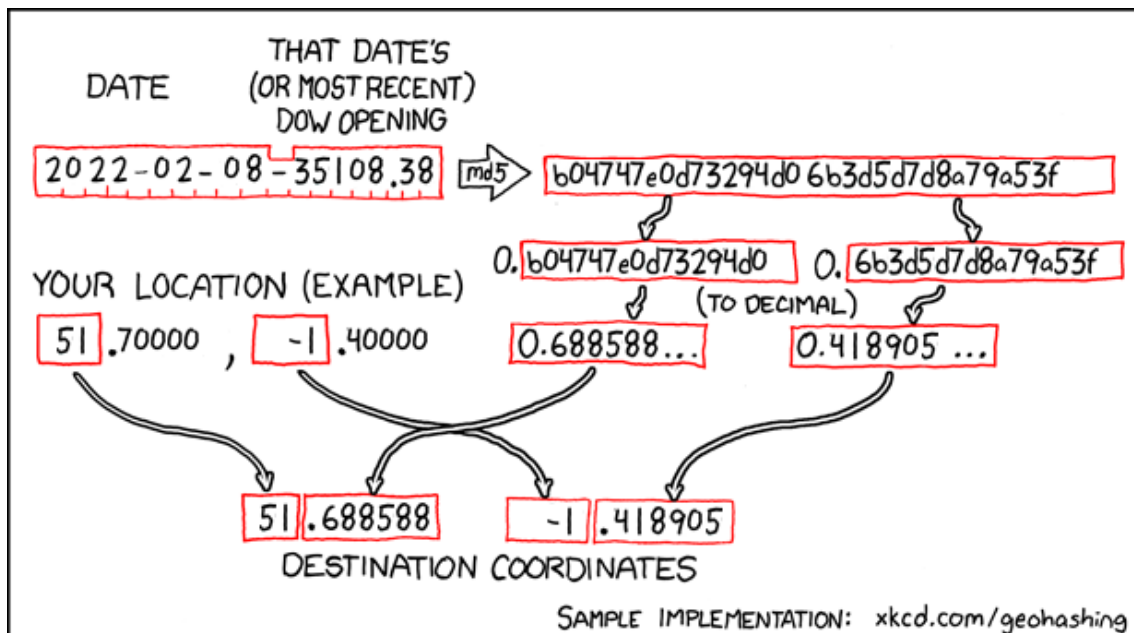 DATE
THAT DATE'S
(OR MOST RECENT)
DOW OPENING
2022-02-08-35108.38
md5
b04747e0d73294d06b3d5d7d8a79a53f
0.b04747e0d73294d0
0.6b3d5d7d8a79a53f
YOUR LOCATION (EXAMPLE)
(TO DECIMAL)
51.70000, -1.40000
0.688588...
0.418905...
51.688588
-1.418905
DESTINATION COORDINATES
SAMPLE IMPLEMENTATION: xkcd.com/geohashing